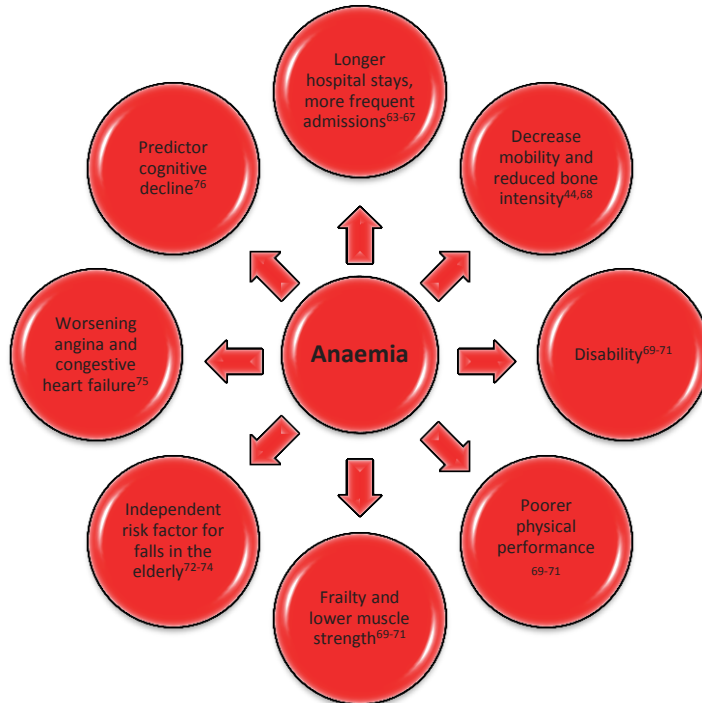 Longer
hospital stays,
more frequent
admissions63-67
Decrease
mobility and
reduced bone
intensity44,68
Disability69-71
Poorer
physical
performance
69-71
Frailty and
lower muscle
strength69-71
Independent
risk factor for
falls in the
elderly72-74
Worsening
angina and
congestive
heart failure75
Predictor
cognitive
decline76
Anaemia